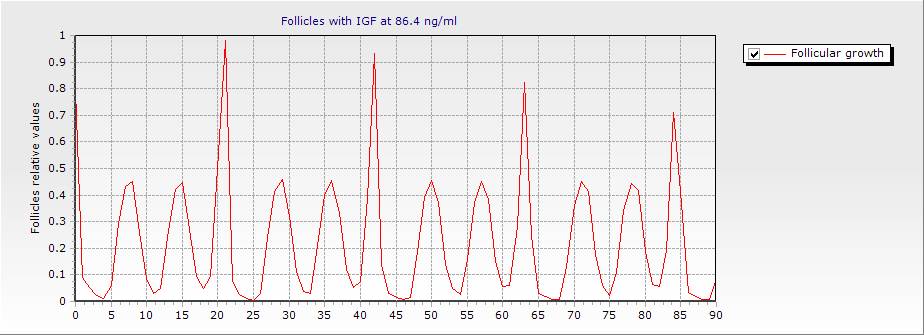 Follicles with IGF at 86.4 ng/ml
Follicular growth
Follicles relative values
1
0.9
0.8
0.7
0.6
0.5
0.4
0.3
0.2
0.1
0
0 5 10 15 20 25 30 35 40 45 50 55 60 65 70 75 80 85 90